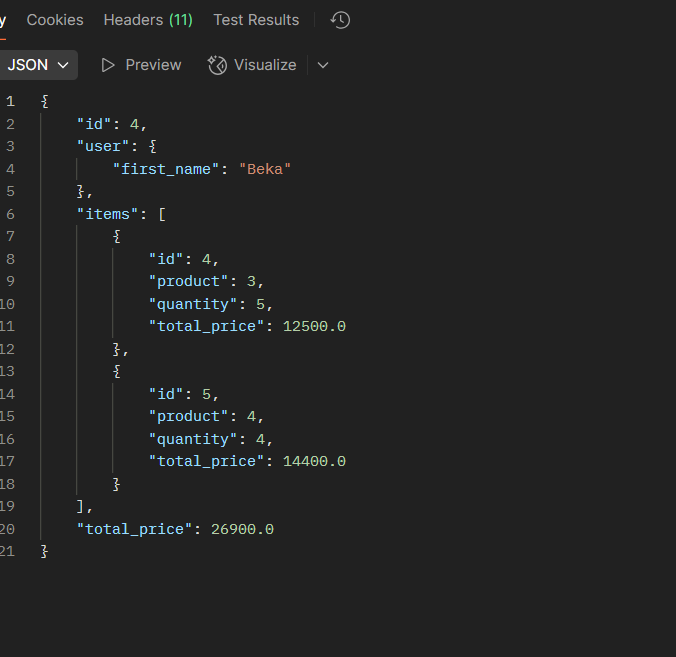 y Cookies Headers (11) Test Results
JSON Preview Visualize
1 {
2 "id": 4,
3 "user": {
4 "first_name": "Beka"
5 },
6 "items": [
7 {
8 "id": 4,
9 "product": 3,
10 "quantity": 5,
11 "total_price": 12500.0
12 },
13 {
14 "id": 5,
15 "product": 4,
16 "quantity": 4,
17 "total_price": 14400.0
18 }
19 ],
20 "total_price": 26900.0
21 }